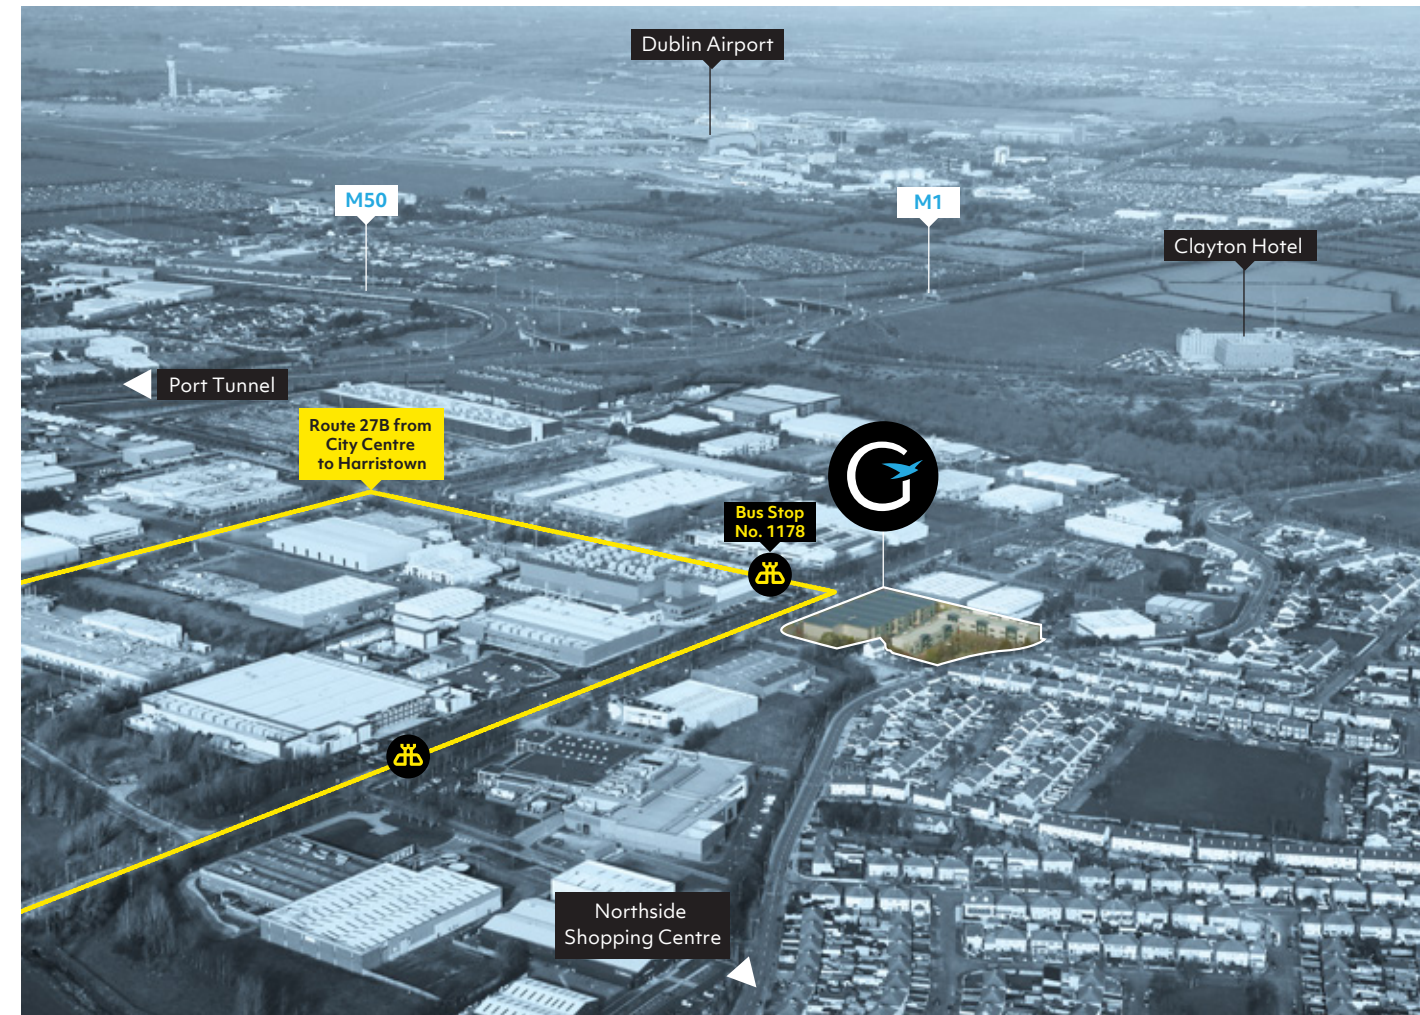 Dublin Airport
M50
M1
Clayton Hotel
Port Tunnel
Route 27B from
City Centre
to Harristown
G
Bus Stop
No. 1178
Northside
Shopping Centre